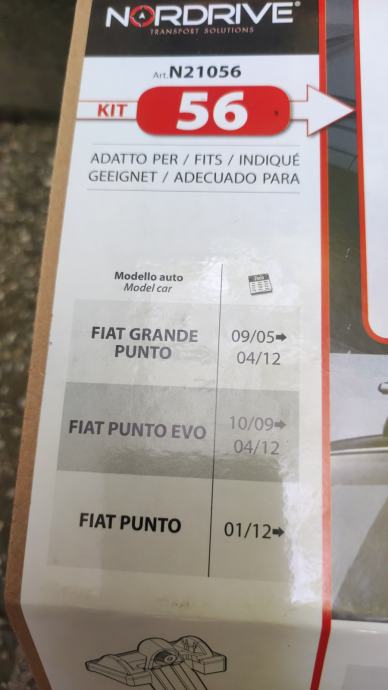 NORDRIVE®
TRANSPORT SOLUTIONS
Art. N21056
KIT 56
ADATTO PER / FITS / INDIQUÉ
GEEIGNET / ADECUADO PARA
Modello auto
Model car
FIAT GRANDE PUNTO 09/05➡
04/12
FIAT PUNTO EVO 10/09➡
04/12
FIAT PUNTO 01/12➡